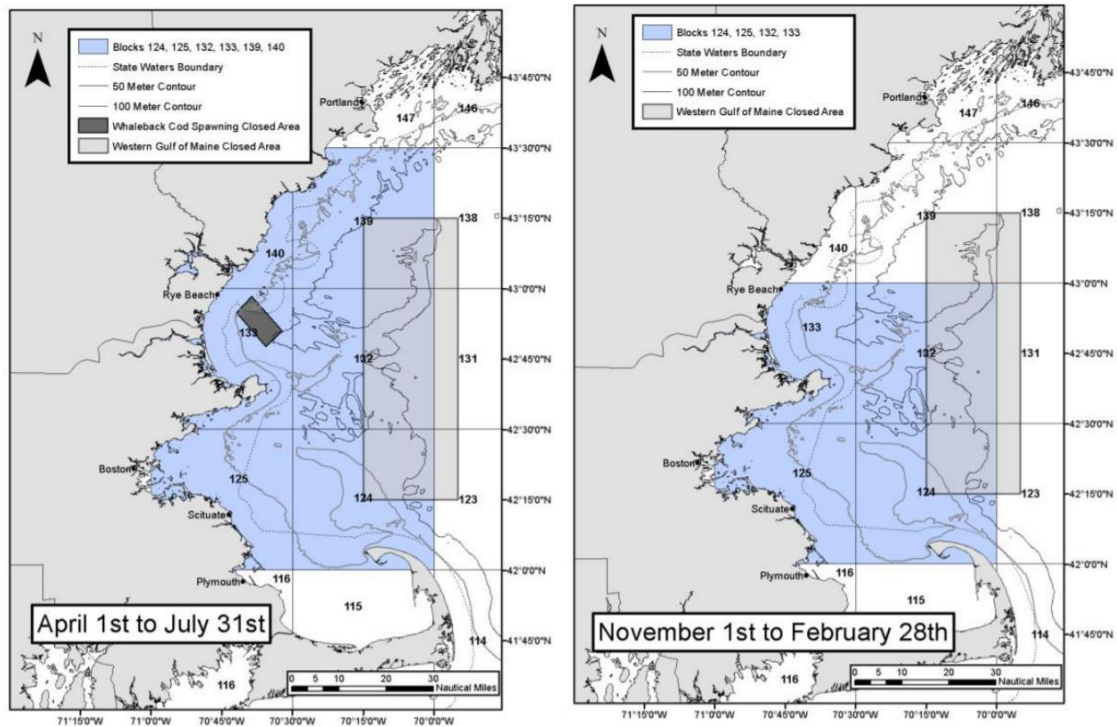 N
Blocks 124, 125, 132, 133, 139, 140
State Waters Boundary
50 Meter Contour
100 Meter Contour
Whaleback Cod Spawning Closed Area
Western Gulf of Maine Closed Area
Portland
146
147
43°45'0"N
43°30'0"N
139
138
43°15'0"N
140
Rye Beach
43°0'0"N
133
132
131
42°45'0"N
42°30'0"N
Boston
125
124
123
42°15'0"N
Scituate
42°0'0"N
Plymouth
116
115
April 1st to July 31st
114
41°45'0"N
116
0 5 10 20 30
Nautical Miles
71°15'0"W 71°0'0"W 70°45'0"W 70°30'0"W 70°15'0"W 70°0'0"W
N
Blocks 124, 125, 132, 133
State Waters Boundary
50 Meter Contour
100 Meter Contour
Western Gulf of Maine Closed Area
Portland
146
147
43°45'0"N
43°30'0"N
139
138
43°15'0"N
140
Rye Beach
43°0'0"N
133
132
131
42°45'0"N
42°30'0"N
Boston
125
124
123
42°15'0"N
Scituate
42°0'0"N
Plymouth
116
115
November 1st to February 28th
114
41°45'0"N
116
0 5 10 20 30
Nautical Miles
71°15'0"W 71°0'0"W 70°45'0"W 70°30'0"W 70°15'0"W 70°0'0"W